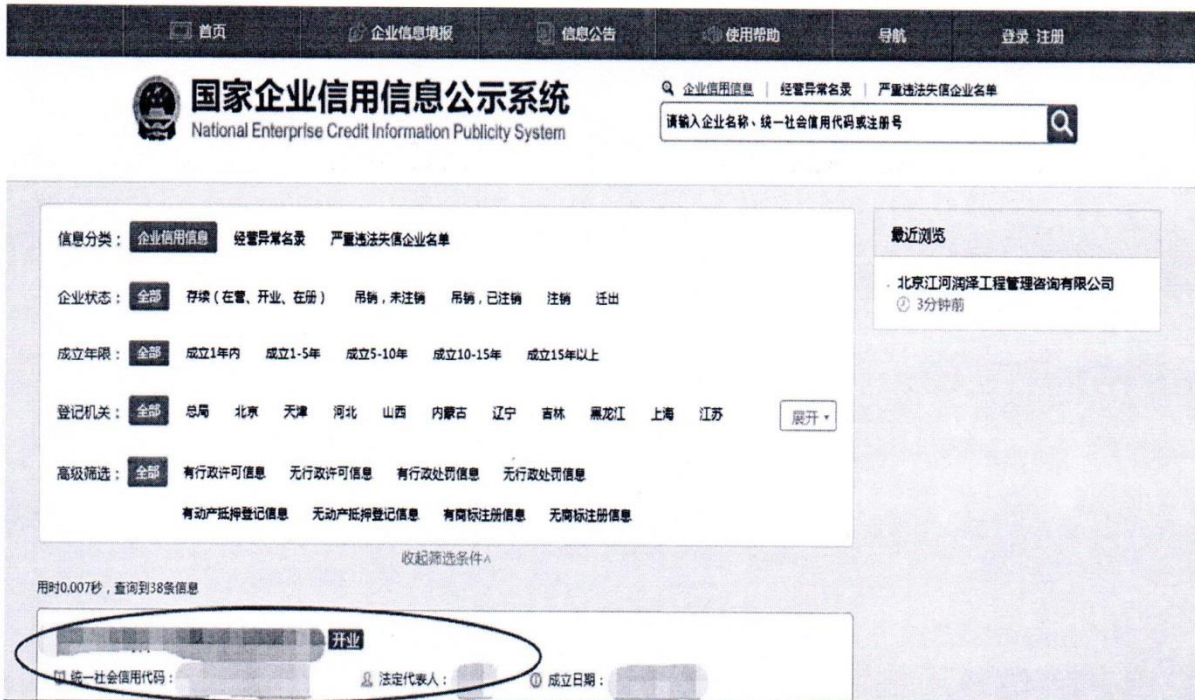 首页 企业信息填报 信息公告 使用帮助 导航 登录 注册
国家企业信用信息公示系统
National Enterprise Credit Information Publicity System
企业信用信息 | 经营异常名录 | 严重违法失信企业名单
请输入企业名称、统一社会信用代码或注册号
信息分类: 企业信用信息 经营异常名录 严重违法失信企业名单
企业状态: 全部 存续(在营、开业、在册) 吊销,未注销 吊销,已注销 注销 迁出
成立年限: 全部 成立1年内 成立1-5年 成立5-10年 成立10-15年 成立15年以上
登记机关: 全部 总局 北京 天津 河北 山西 内蒙古 辽宁 吉林 黑龙江 上海 江苏 展开
高级筛选: 全部 有行政许可信息 无行政许可信息 有行政处罚信息 无行政处罚信息
有动产抵押登记信息 无动产抵押登记信息 有商标注册信息 无商标注册信息
收起筛选条件
最近浏览
北京江河润泽工程管理咨询有限公司
3分钟前
用时0.007秒,查询到38条信息
开业
统一社会信用代码: 法定代表人: 成立日期: